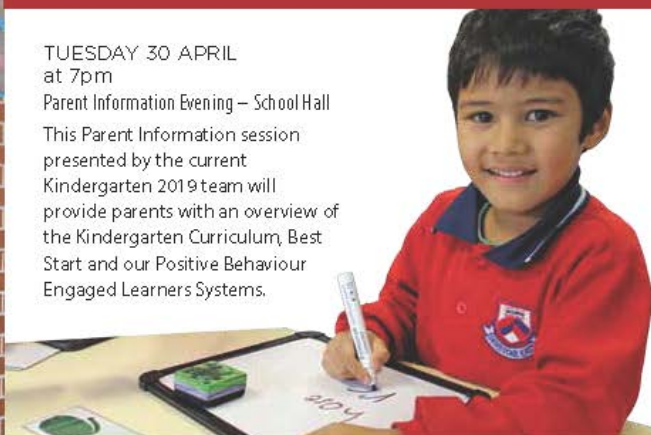 TUESDAY 30 APRIL
at 7pm
Parent Information Evening – School Hall
This Parent Information session
presented by the current
Kindergarten 2019 team will
provide parents with an overview of
the Kindergarten Curriculum, Best
Start and our Positive Behaviour
Engaged Learners Systems.